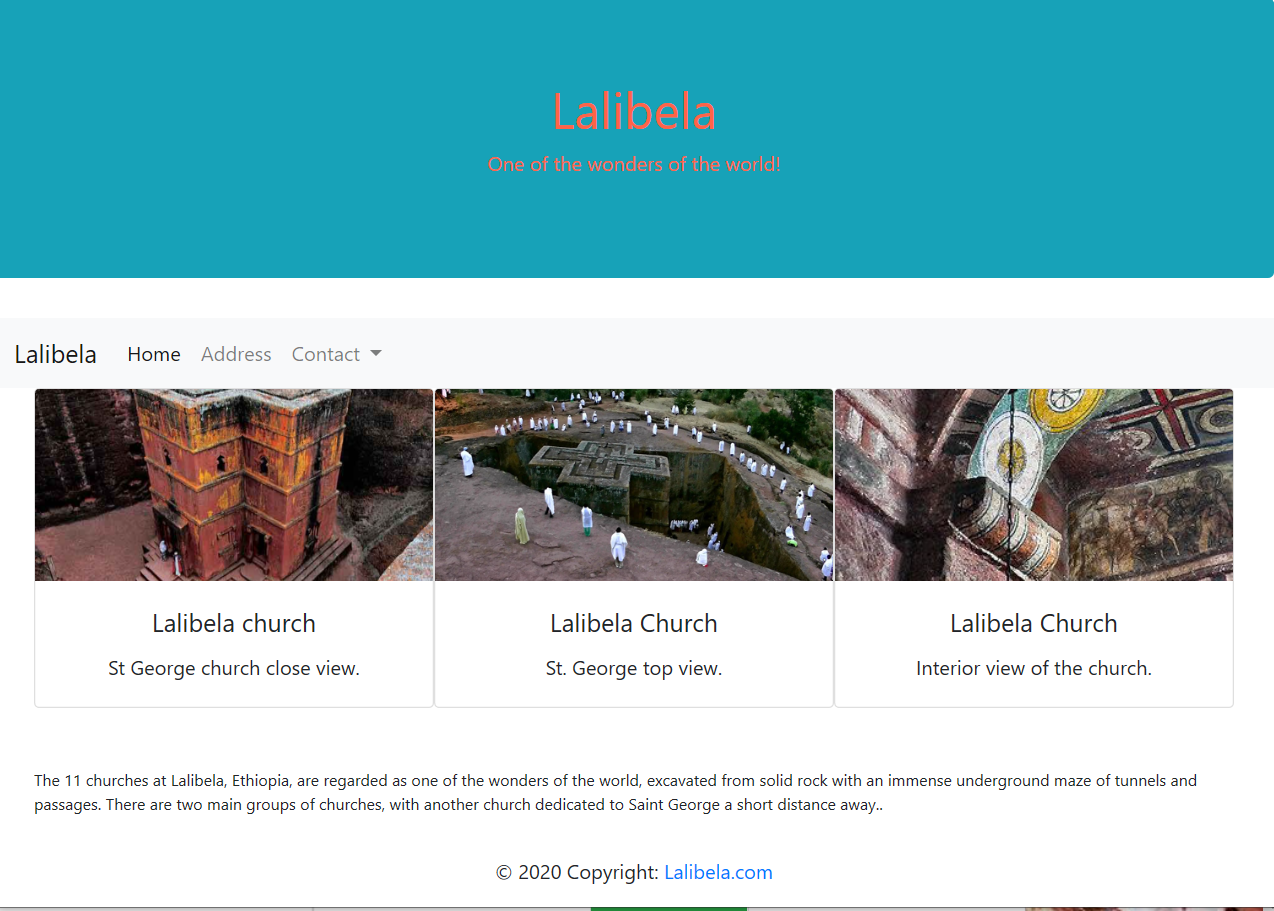 Lalibela
One of the wonders of the world!
Lalibela Home Address Contact
Lalibela church
St George church close view.
Lalibela Church
St. George top view.
Lalibela Church
Interior view of the church.
The 11 churches at Lalibela, Ethiopia, are regarded as one of the wonders of the world, excavated from solid rock with an immense underground maze of tunnels and
passages. There are two main groups of churches, with another church dedicated to Saint George a short distance away..
© 2020 Copyright: Lalibela.com